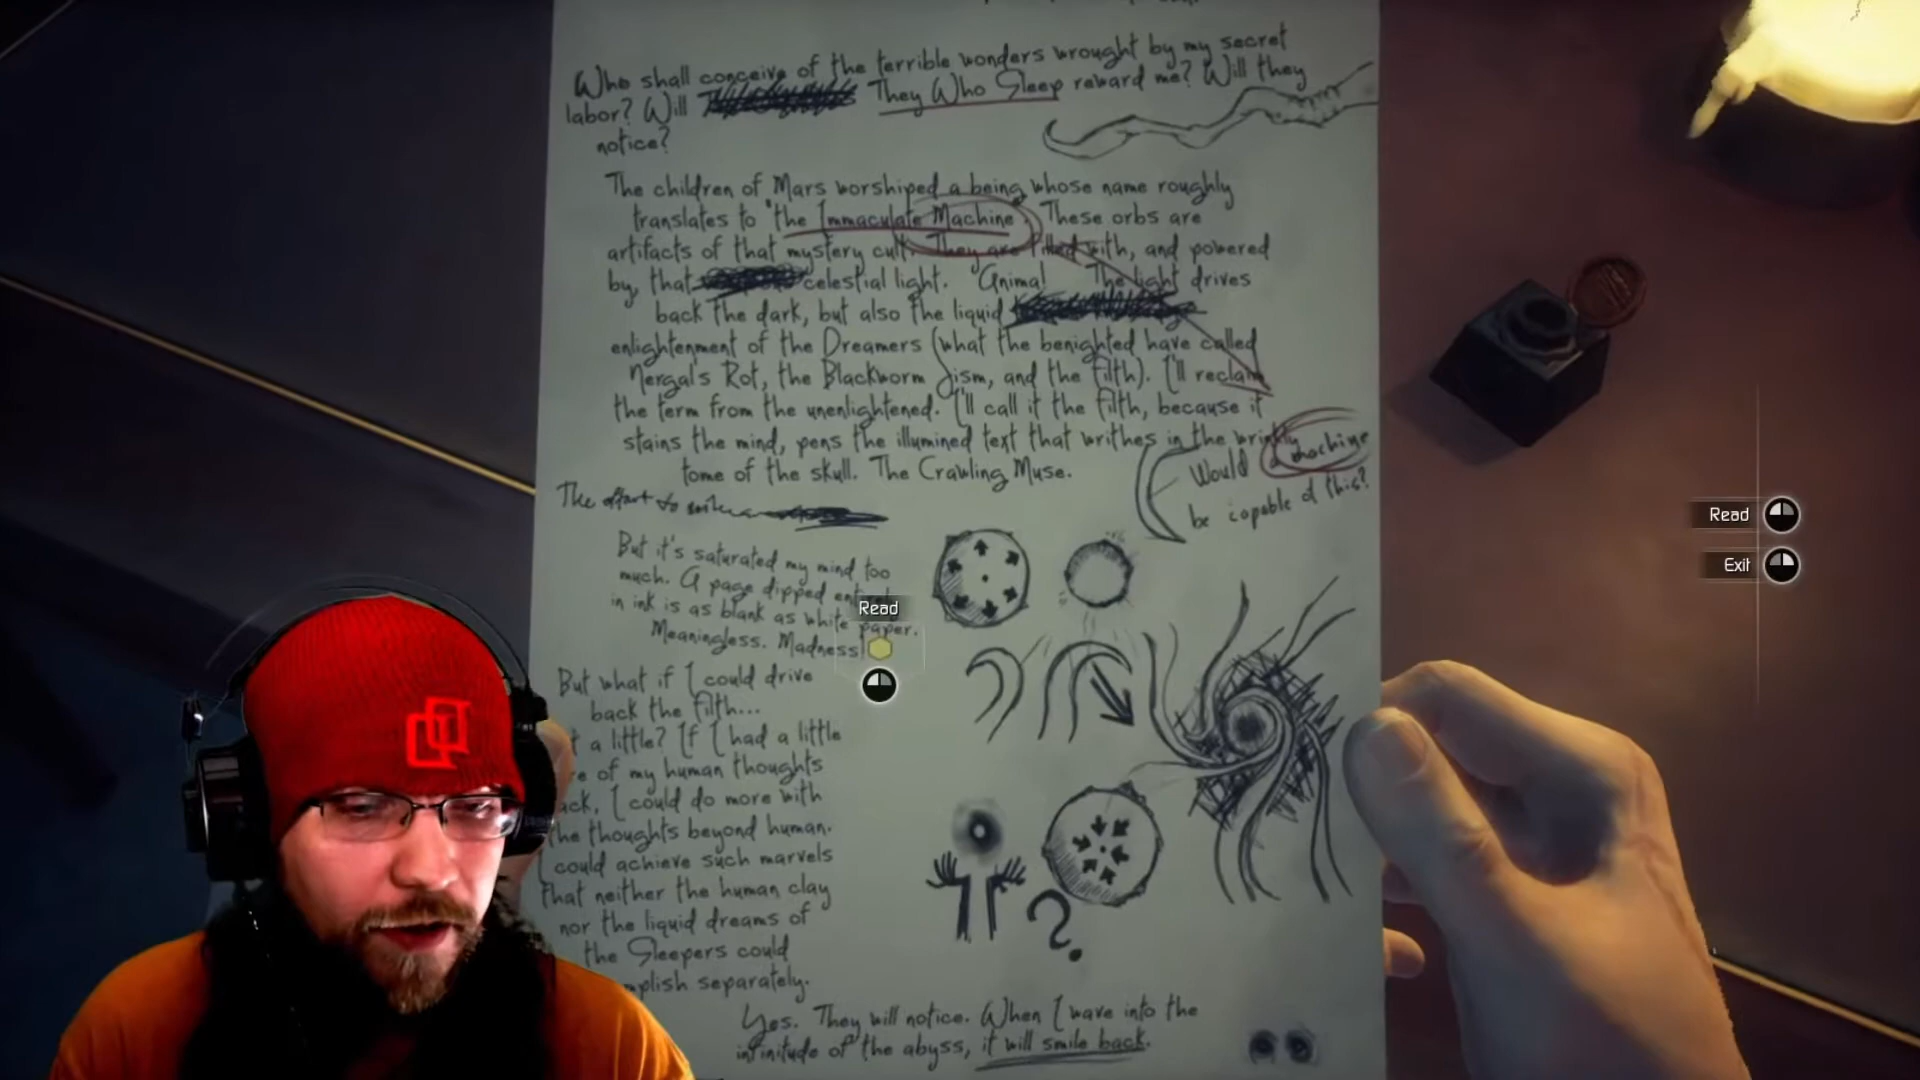 Who shall conceive of the terrible wonders wrought by my secret
labor? Will They Who Sleep reward me? Will they
notice?
The children of Mars worshiped a being whose name roughly
translates to "the Immaculate Machine". These orbs are
artifacts of that mystery cult. They are filled with, and powered
by, that celestial light. Anima! The light drives
back the dark, but also the liquid
enlightenment of the Dreamers (what the benighted have called
Nergal's Rot, the Blackworm Jism, and the filth). I'll reclaim
the term from the unenlightened. I'll call it the filth, because it
stains the mind, pens the illumined text that writhes in the wrinkly
tome of the skull. The Crawling Muse.
Would a machine
be capable of this?
The effort to
But it's saturated my mind too
much. A page dipped
in ink is as blank as white paper.
Meaningless. Madness!
But what if I could drive
back the filth...
a little? If I had a little
of my human thoughts
I could do more with
the thoughts beyond human.
I could achieve such marvels
that neither the human clay
nor the liquid dreams of
the Sleepers could
separately.
?
Yes. They will notice. When I wave into the
infinitude of the abyss, it will smile back.
Read
Read
Exit